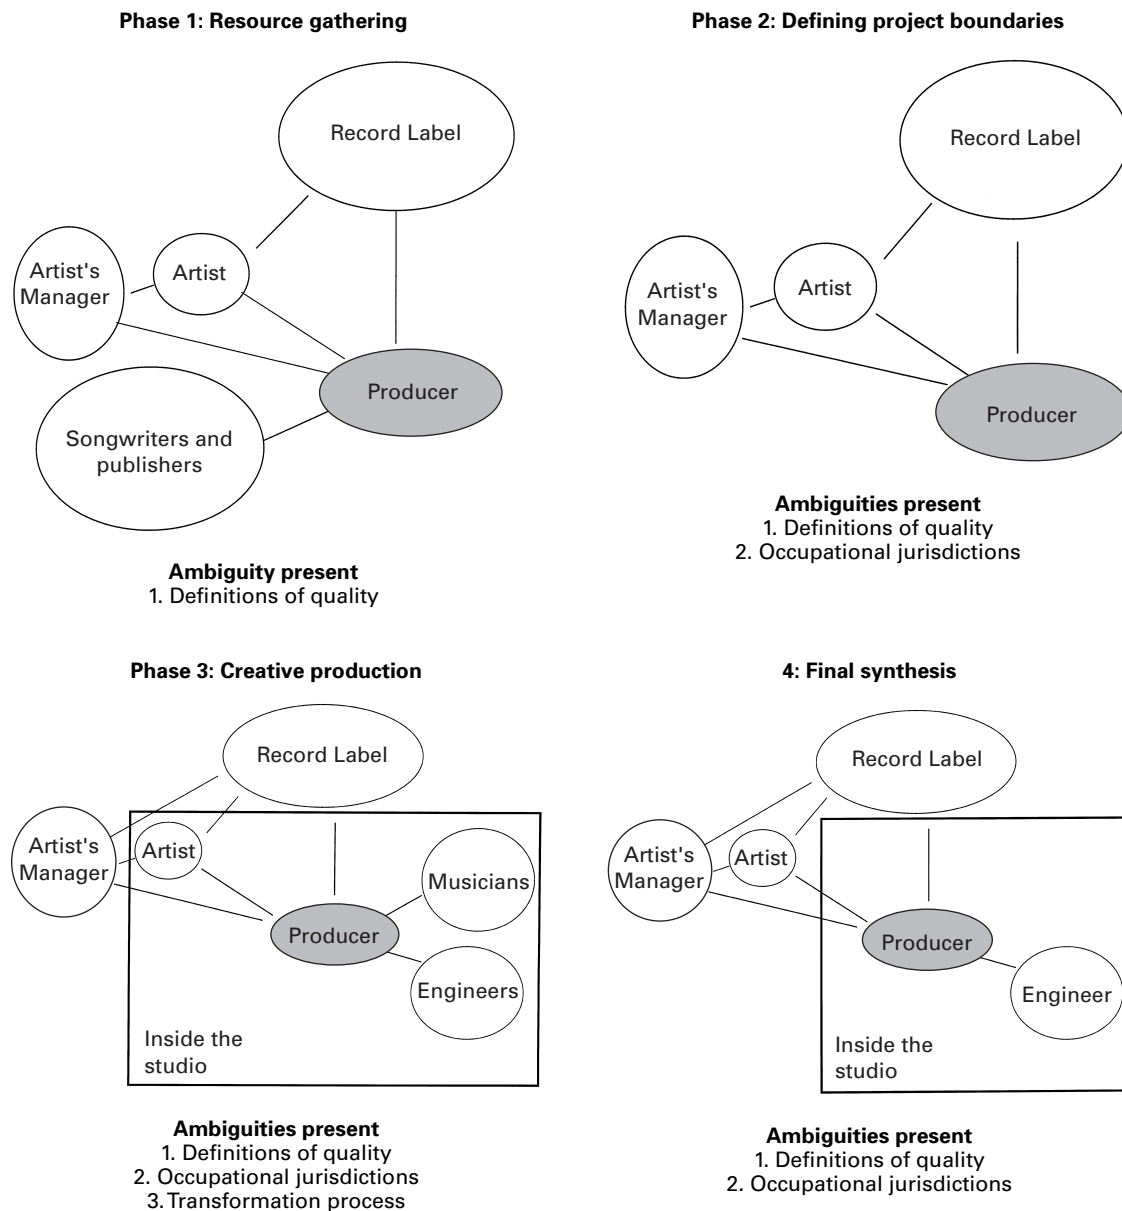 Phase 1: Resource gathering
Record Label
Artist's
Manager
Artist
Producer
Songwriters and
publishers
Ambiguity present
1. Definitions of quality
Phase 2: Defining project boundaries
Record Label
Artist's
Manager
Artist
Producer
Ambiguities present
1. Definitions of quality
2. Occupational jurisdictions
Phase 3: Creative production
Record Label
Artist's
Manager
Artist
Musicians
Producer
Engineers
Inside the
studio
Ambiguities present
1. Definitions of quality
2. Occupational jurisdictions
3. Transformation process
4: Final synthesis
Record Label
Artist's
Manager
Artist
Producer
Engineer
Inside the
studio
Ambiguities present
1. Definitions of quality
2. Occupational jurisdictions